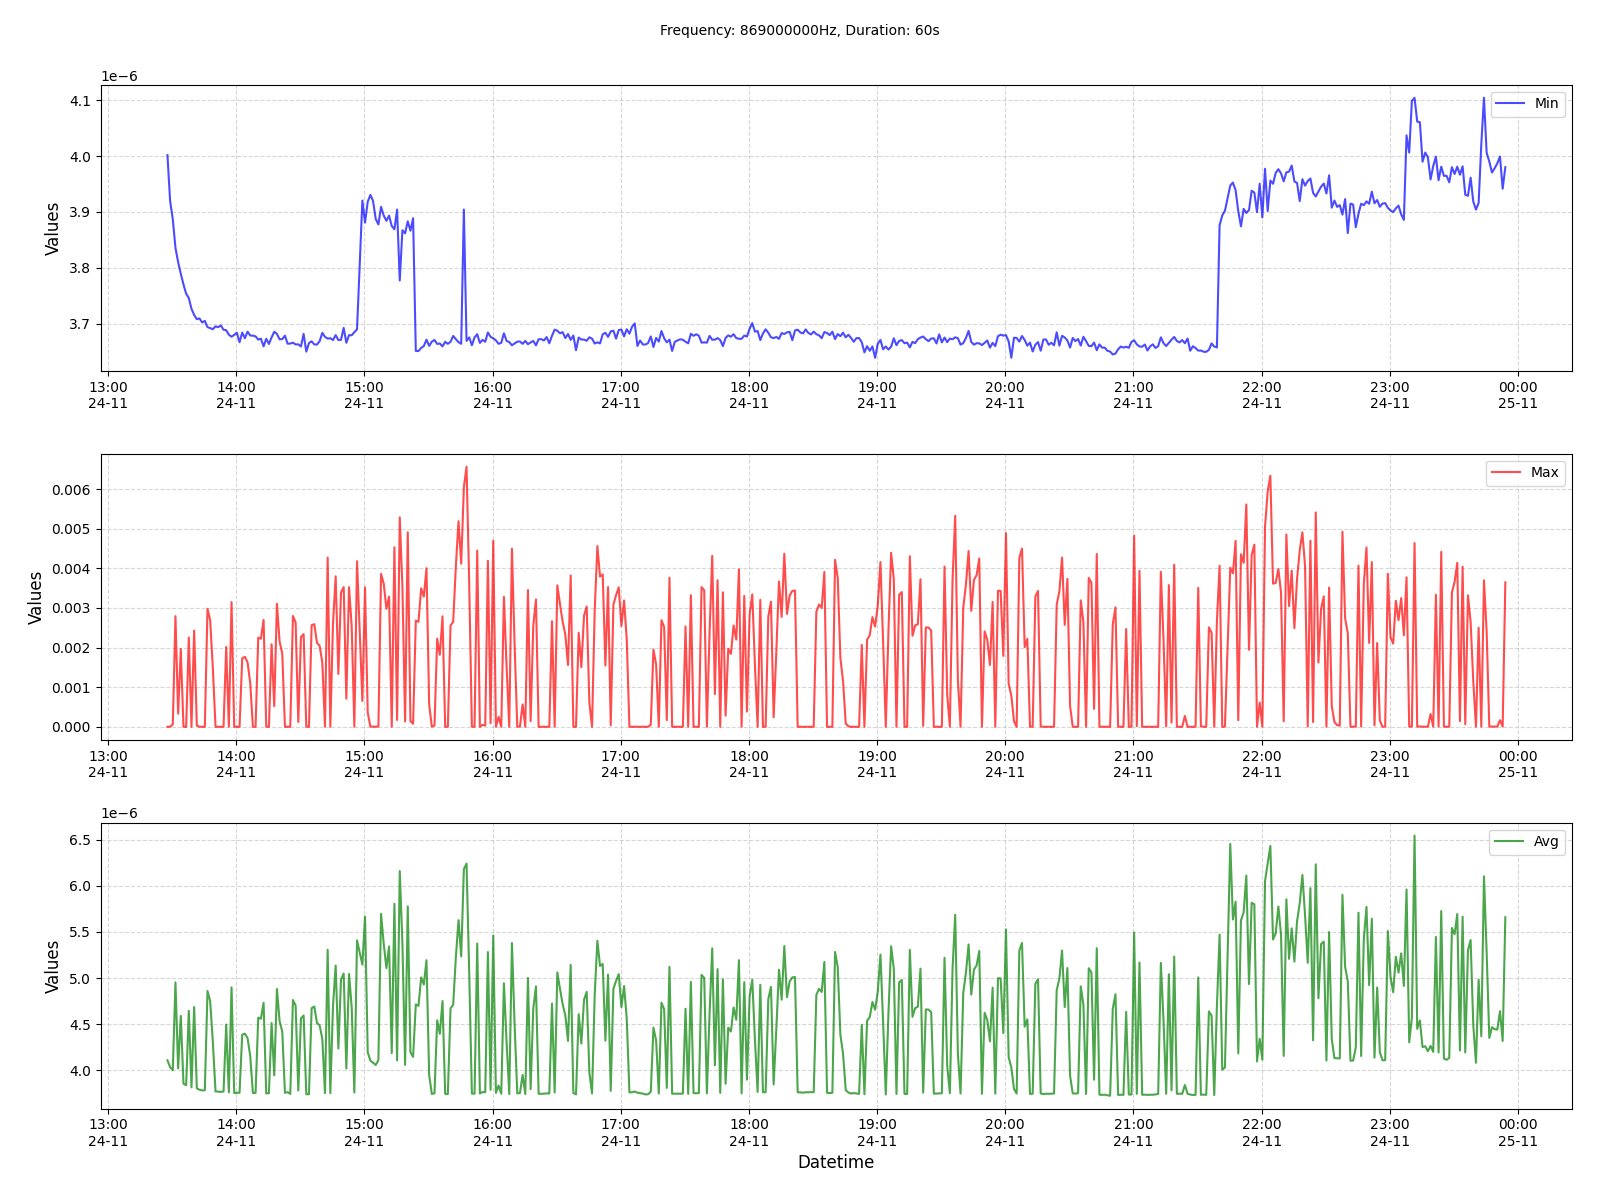 Frequency: 869000000Hz, Duration: 60s
1e−6
Values
4.1
4.0
3.9
3.8
3.7
Min
13:00 14:00 15:00 16:00 17:00 18:00 19:00 20:00 21:00 22:00 23:00 00:00
24-11 24-11 24-11 24-11 24-11 24-11 24-11 24-11 24-11 24-11 24-11 25-11
Values
0.006
0.005
0.004
0.003
0.002
0.001
0.000
Max
13:00 14:00 15:00 16:00 17:00 18:00 19:00 20:00 21:00 22:00 23:00 00:00
24-11 24-11 24-11 24-11 24-11 24-11 24-11 24-11 24-11 24-11 24-11 25-11
1e−6
Values
6.5
6.0
5.5
5.0
4.5
4.0
Avg
13:00 14:00 15:00 16:00 17:00 18:00 19:00 20:00 21:00 22:00 23:00 00:00
24-11 24-11 24-11 24-11 24-11 24-11 24-11 24-11 24-11 24-11 24-11 25-11
Datetime